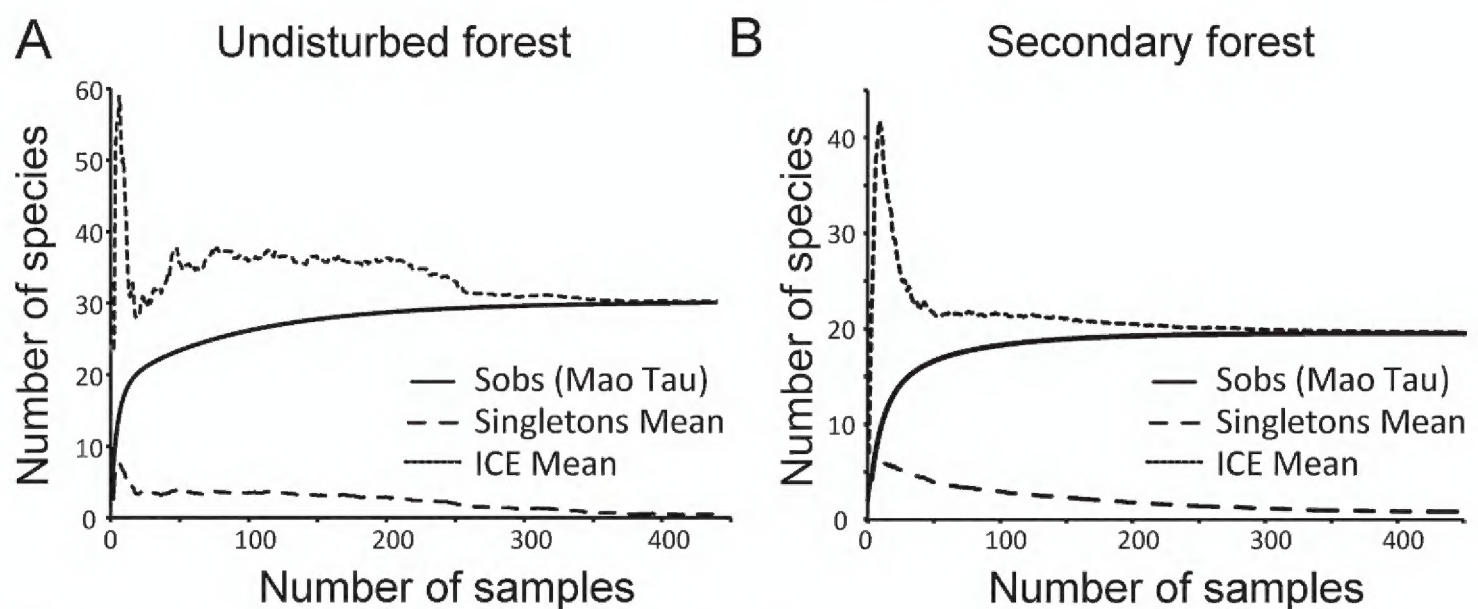 A Undisturbed forest
Number of species
60
50
40
30
20
10
0
Sobs (Mao Tau)
Singletons Mean
ICE Mean
0 100 200 300 400
Number of samples
B Secondary forest
Number of species
40
30
20
10
0
Sobs (Mao Tau)
Singletons Mean
ICE Mean
0 100 200 300 400
Number of samples